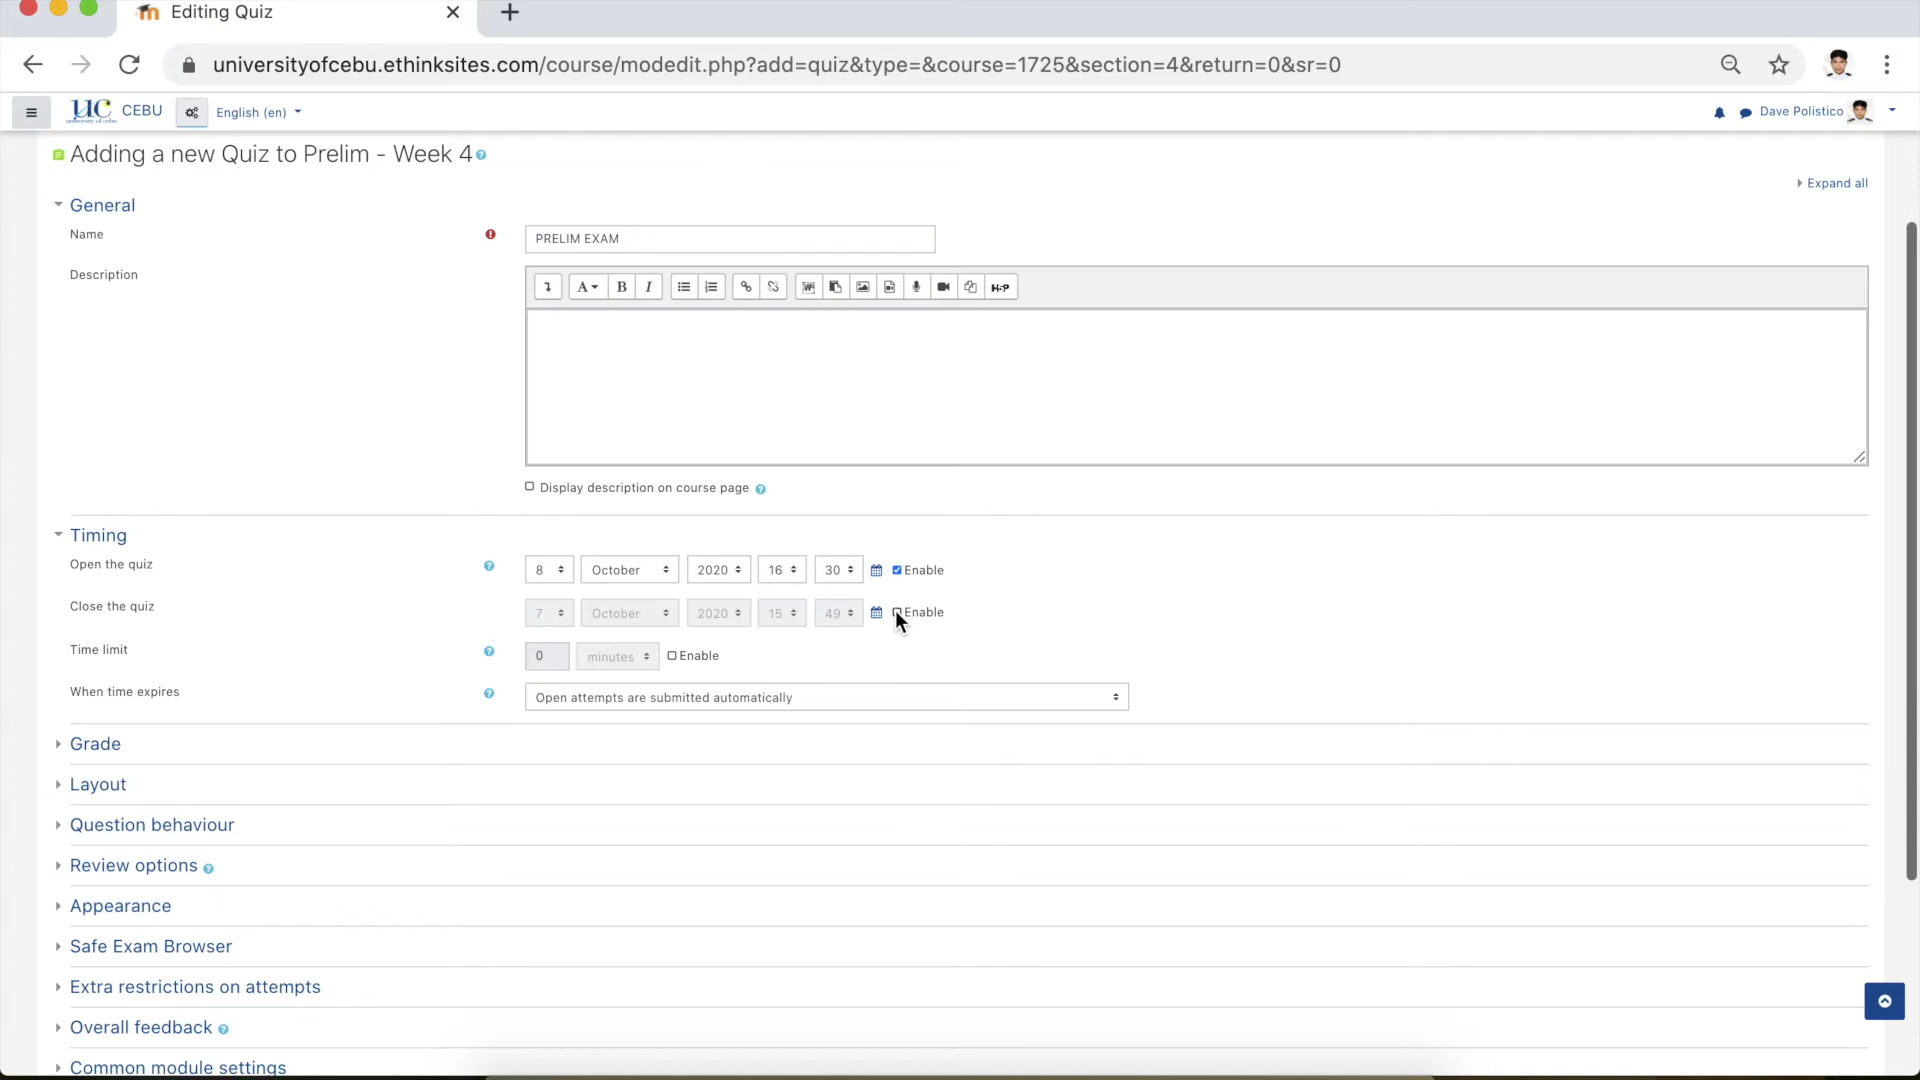 Editing Quiz
universityofcebu.ethinksites.com/course/modedit.php?add=quiz&type=&course=1725&section=4&return=0&sr=0
UC CEBU English (en) Dave Polistico
Adding a new Quiz to Prelim - Week 4
Expand all
General
Name PRELIM EXAM
Description
A B I H-P
Display description on course page
Timing
Open the quiz 8 October 2020 16 30 Enable
Close the quiz 7 October 2020 15 49 Enable
Time limit 0 minutes Enable
When time expires Open attempts are submitted automatically
Grade
Layout
Question behaviour
Review options
Appearance
Safe Exam Browser
Extra restrictions on attempts
Overall feedback
Common module settings